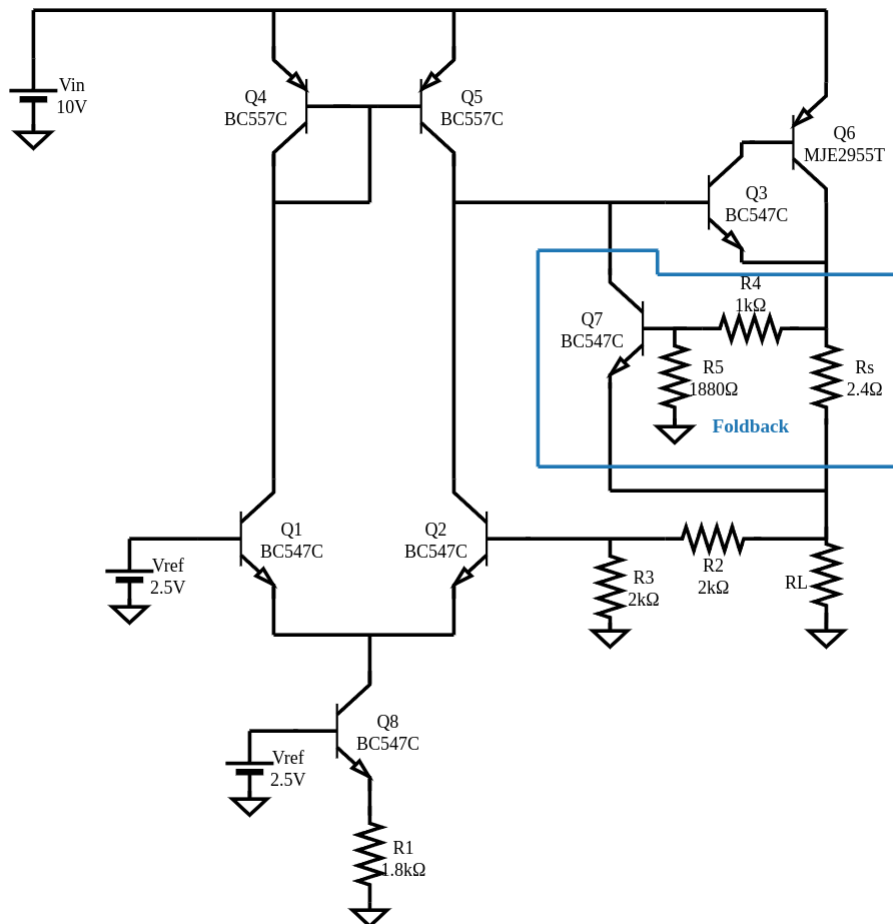 Vin
10V
Q4
BC557C
Q5
BC557C
Q6
MJE2955T
Q3
BC547C
R4
1kΩ
Q7
BC547C
R5
1880Ω
Rs
2.4Ω
Foldback
Q1
BC547C
Q2
BC547C
Vref
2.5V
R2
2kΩ
R3
2kΩ
RL
Q8
BC547C
Vref
2.5V
R1
1.8kΩ